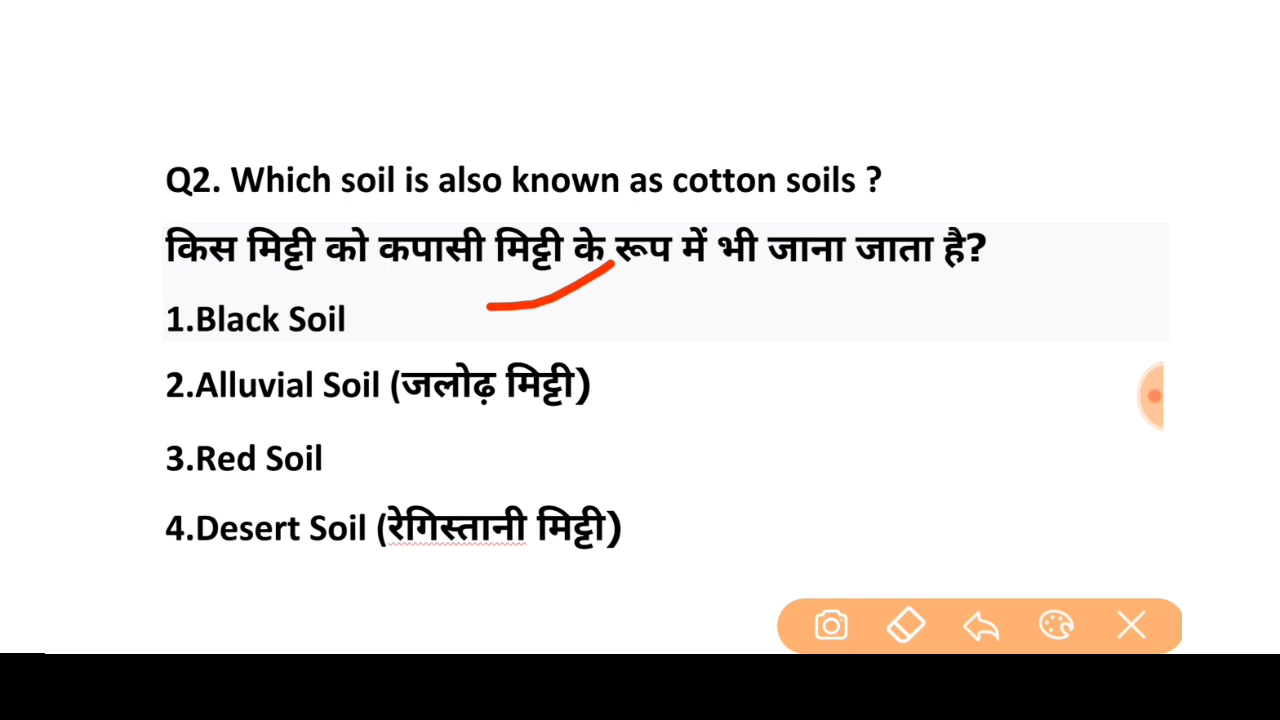 Q2. Which soil is also known as cotton soils ?
किस मिट्टी को कपासी मिट्टी के रूप में भी जाना जाता है?
1.Black Soil
2.Alluvial Soil (जलोढ़ मिट्टी)
3.Red Soil
4.Desert Soil (रेगिस्तानी मिट्टी)